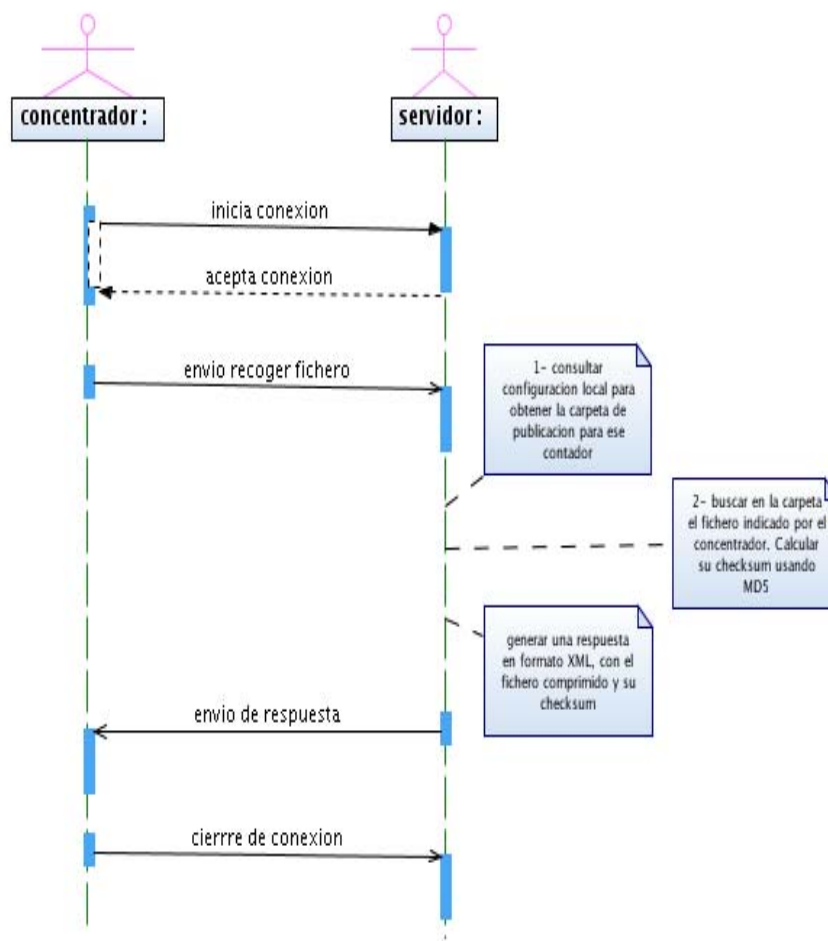 concentrador:
servidor:
inicia conexion
acepta conexion
envio recoger fichero
1- consultar
configuracion local para
obtener la carpeta de
publicacion para ese
contador
2- buscar en la carpeta
el fichero indicado por el
concentrador. Calcular
su checksum usando
MD5
generar una respuesta
en formato XML, con el
fichero comprimido y su
checksum
envio de respuesta
cierrre de conexion